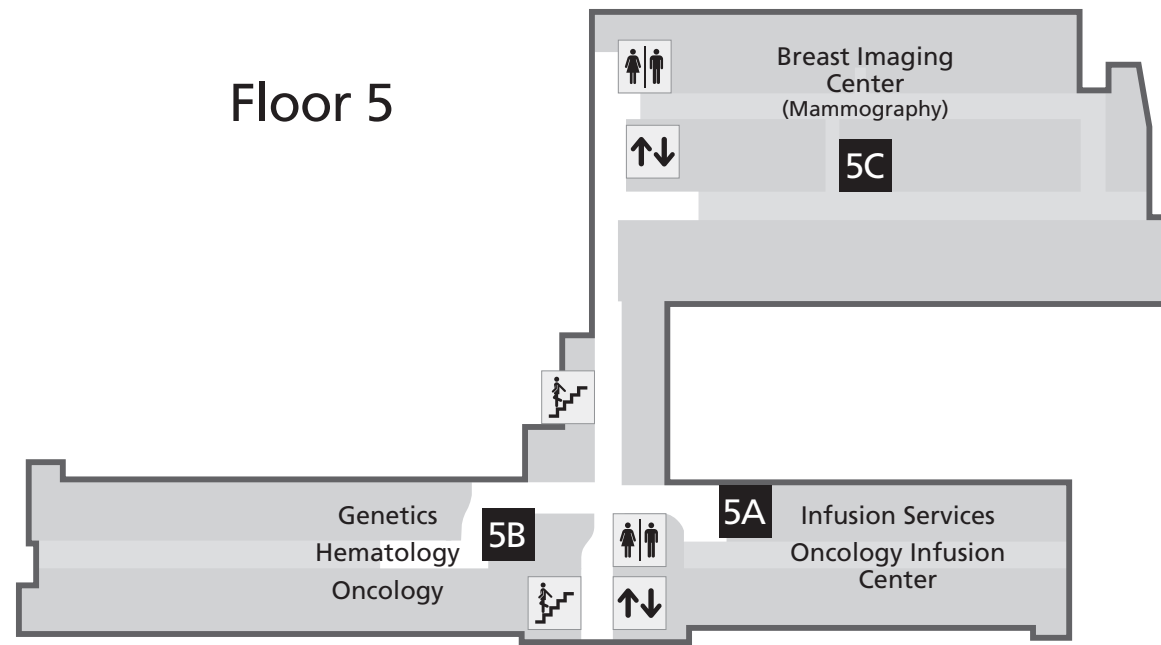 Floor 5
Breast Imaging
Center
(Mammography)
5C
5A
Infusion Services
Oncology Infusion
Center
5B
Genetics
Hematology
Oncology